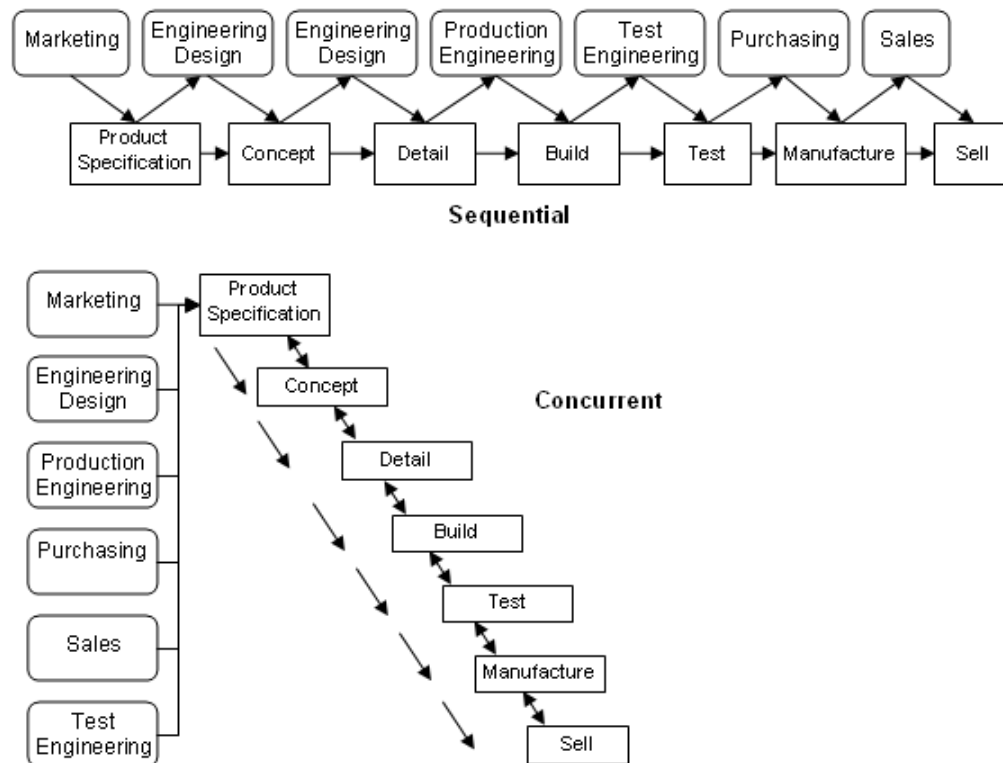 Marketing
Engineering
Design
Engineering
Design
Production
Engineering
Test
Engineering
Purchasing
Sales
Product
Specification
Concept
Detail
Build
Test
Manufacture
Sell
Sequential
Marketing
Engineering
Design
Production
Engineering
Purchasing
Sales
Test
Engineering
Product
Specification
Concept
Detail
Build
Test
Manufacture
Sell
Concurrent